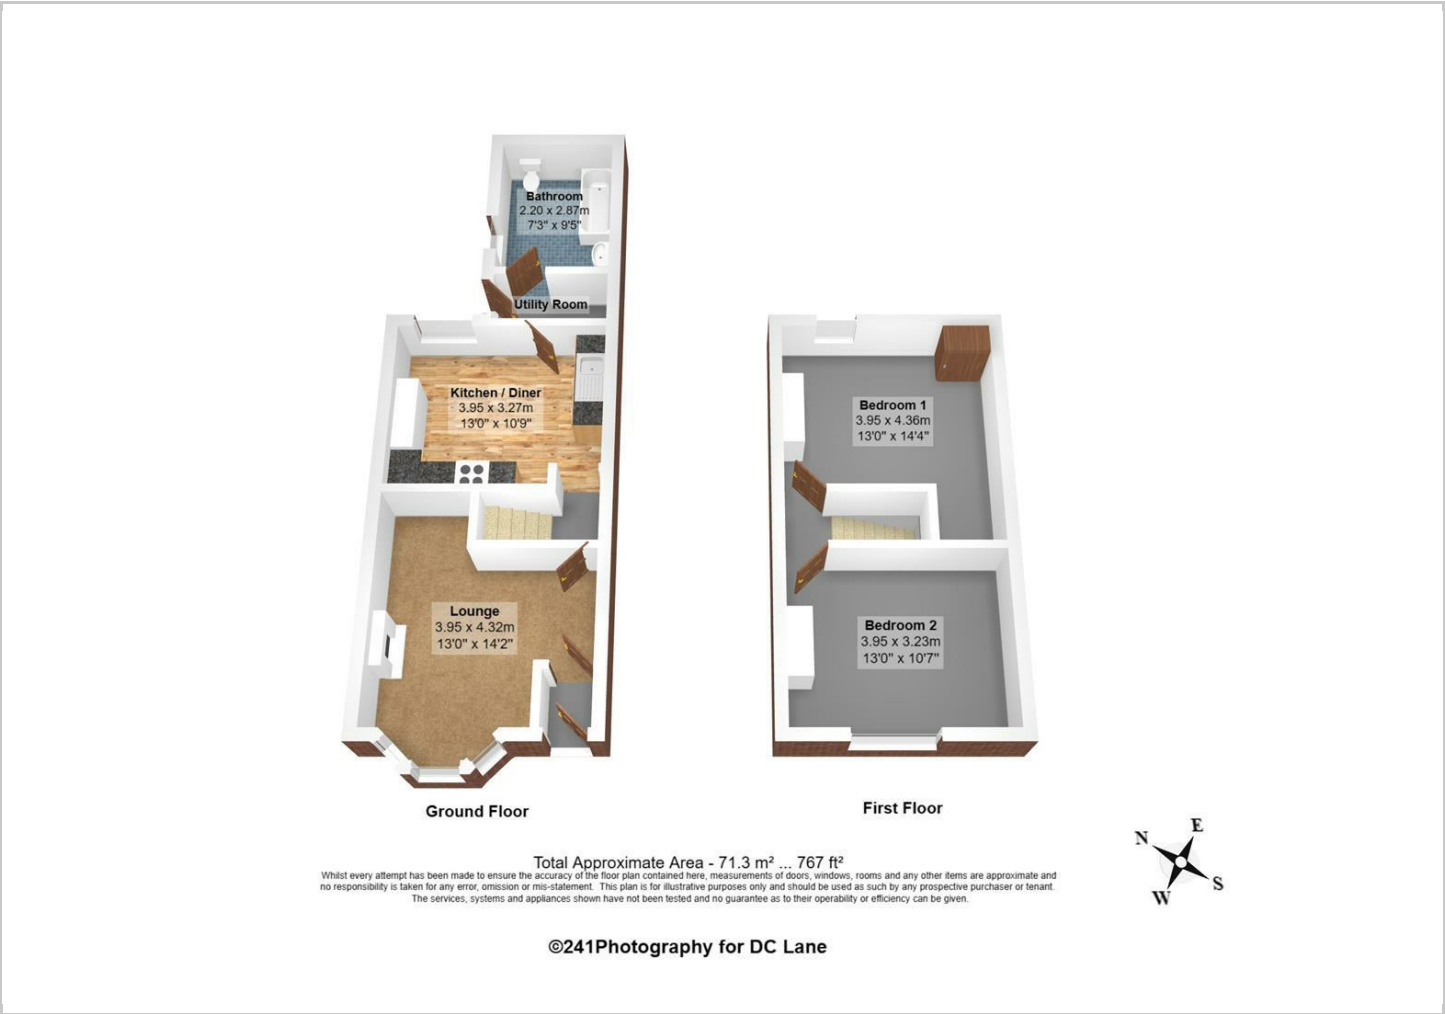 Bathroom
2.20 x 2.87m
7'3" x 9'5"
Utility Room
Kitchen / Diner
3.95 x 3.27m
13'0" x 10'9"
Lounge
3.95 x 4.32m
13'0" x 14'2"
Ground Floor
Bedroom 1
3.95 x 4.36m
13'0" x 14'4"
Bedroom 2
3.95 x 3.23m
13'0" x 10'7"
First Floor
N
E
S
W
Total Approximate Area - 71.3 m² ... 767 ft²
Whilst every attempt has been made to ensure the accuracy of the floor plan contained here, measurements of doors, windows, rooms and any other items are approximate and
no responsibility is taken for any error, omission or mis-statement. This plan is for illustrative purposes only and should be used as such by any prospective purchaser or tenant.
The services, systems and appliances shown have not been tested and no guarantee as to their operability or efficiency can be given.
©241Photography for DC Lane